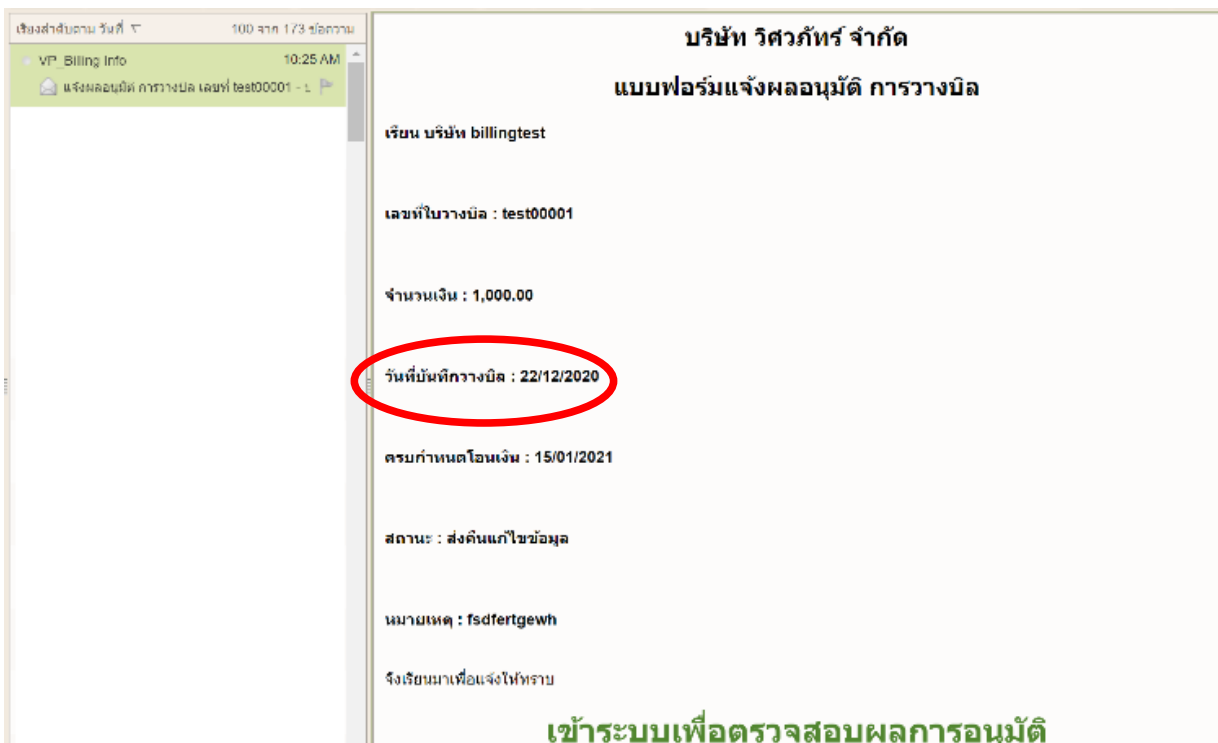 เรียงลำดับตาม วันที่ 100 จาก 173 ข้อความ
VP_Billing Info 10:25 AM
แจ้งผลอนุมัติ การวางบิล เลขที่ test00001 - บ
บริษัท วิศวภัทร์ จำกัด
แบบฟอร์มแจ้งผลอนุมัติ การวางบิล
เรียน บริษัท billingtest
เลขที่ใบวางบิล : test00001
จำนวนเงิน : 1,000.00
วันที่บันทึกวางบิล : 22/12/2020
ครบกำหนดโอนเงิน : 15/01/2021
สถานะ : ส่งคืนแก้ไขข้อมูล
หมายเหตุ : fsdfertgewh
จึงเรียนมาเพื่อแจ้งให้ทราบ
เข้าระบบเพื่อตรวจสอบผลการอนุมัติ